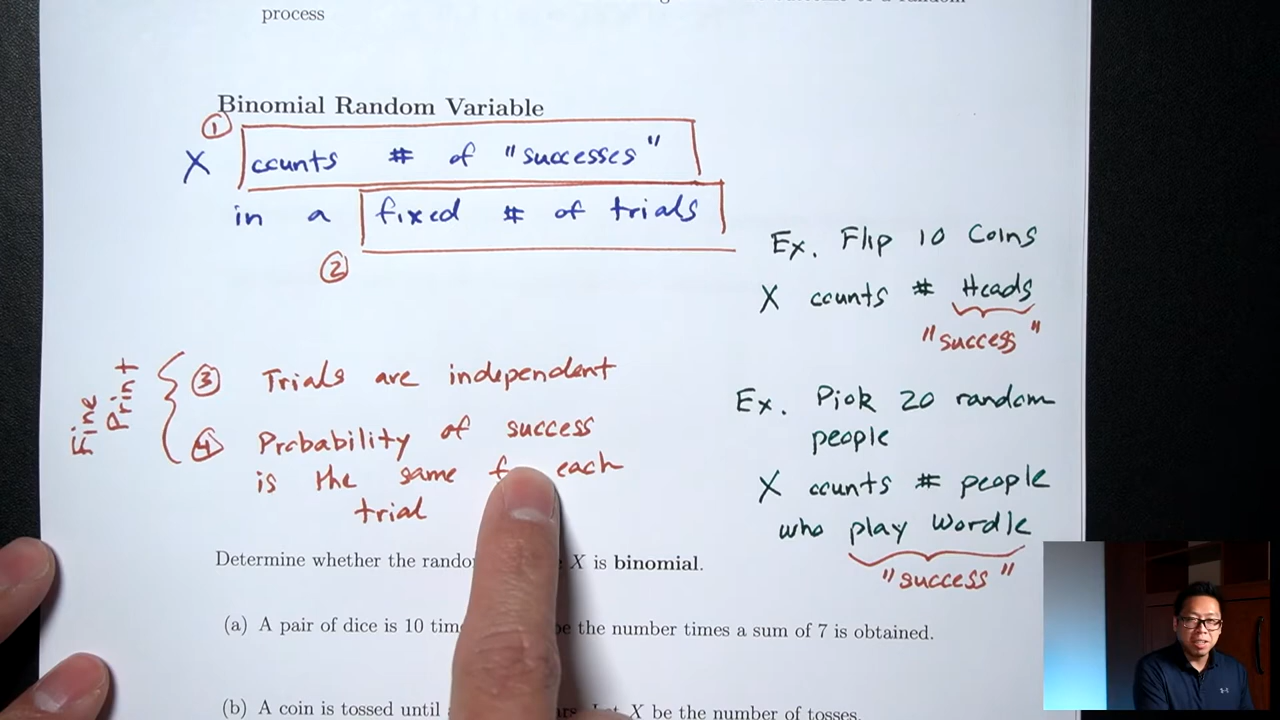 process
Binomial Random Variable
① X counts # of "successes"
in a fixed # of trials
②
Fine Print
③ Trials are independent
④ Probability of success
is the same each
trial
Ex. Flip 10 Coins
X counts # Heads
"success"
Ex. Pick 20 random
people
X counts # people
who play Wordle
"success"
Determine whether the X is binomial.
(a) A pair of dice is 10 the number times a sum of 7 is obtained.
(b) A coin is tossed until X be the number of tosses.